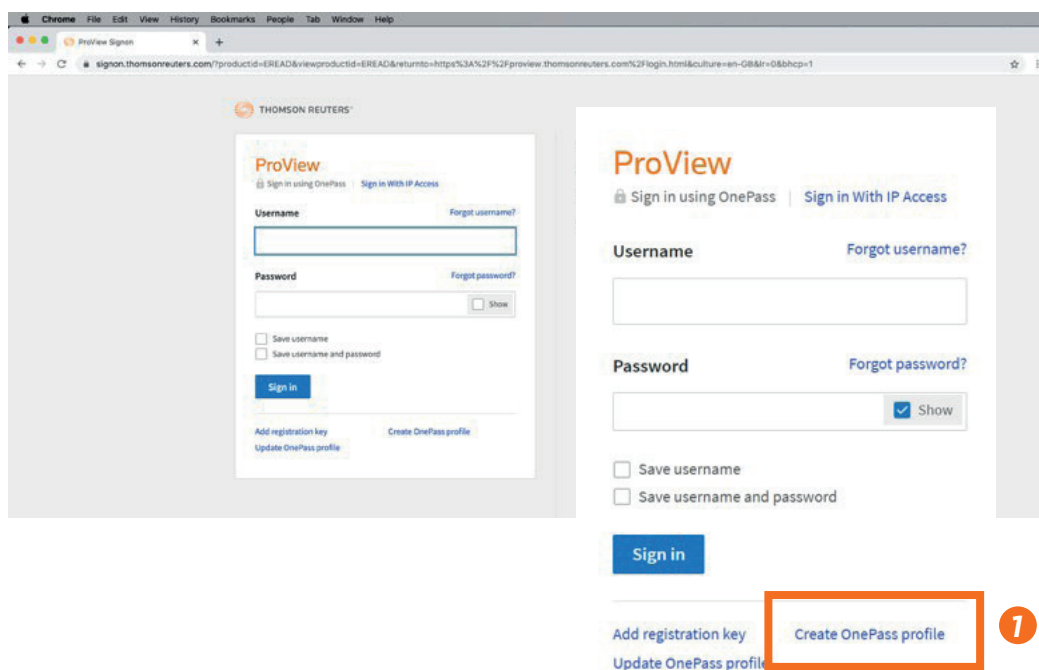 Chrome File Edit View History Bookmarks People Tab Window Help
ProView Signon × +
signon.thomsonreuters.com/?productid=EREAD&viewproductid=EREAD&returnto=https%3A%2F%2Fproview.thomsonreuters.com%2Flogin.html&culture=en-GB&lr=0&bhcp=1
THOMSON REUTERS
ProView
Sign in using OnePass | Sign in With IP Access
Username Forgot username?
Password Forgot password?
Show
Save username
Save username and password
Sign in
Add registration key Create OnePass profile
Update OnePass profile
ProView
Sign in using OnePass | Sign in With IP Access
Username Forgot username?
Password Forgot password?
Show
Save username
Save username and password
Sign in
Add registration key Create OnePass profile 1
Update OnePass profile